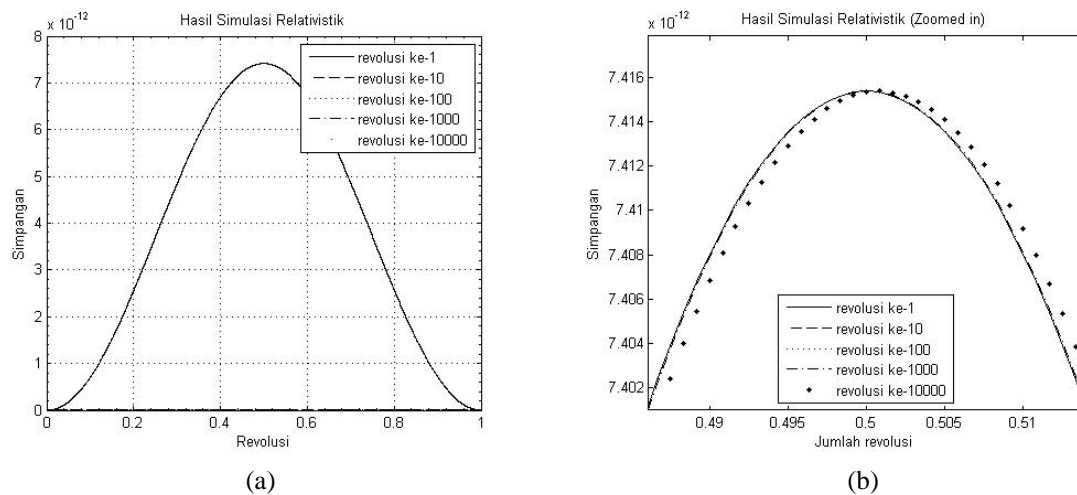 Hasil Simulasi Relativistik
x 10⁻¹²
8
7
6
5
4
3
2
1
0
Simpangan
revolusi ke-1
revolusi ke-10
revolusi ke-100
revolusi ke-1000
revolusi ke-10000
0
0.2
0.4
0.6
0.8
1
Revolusi
(a)
Hasil Simulasi Relativistik (Zoomed in)
x 10⁻¹²
7.416
7.414
7.412
7.41
7.408
7.406
7.404
7.402
Simpangan
revolusi ke-1
revolusi ke-10
revolusi ke-100
revolusi ke-1000
revolusi ke-10000
0.49
0.495
0.5
0.505
0.51
Jumlah revolusi
(b)